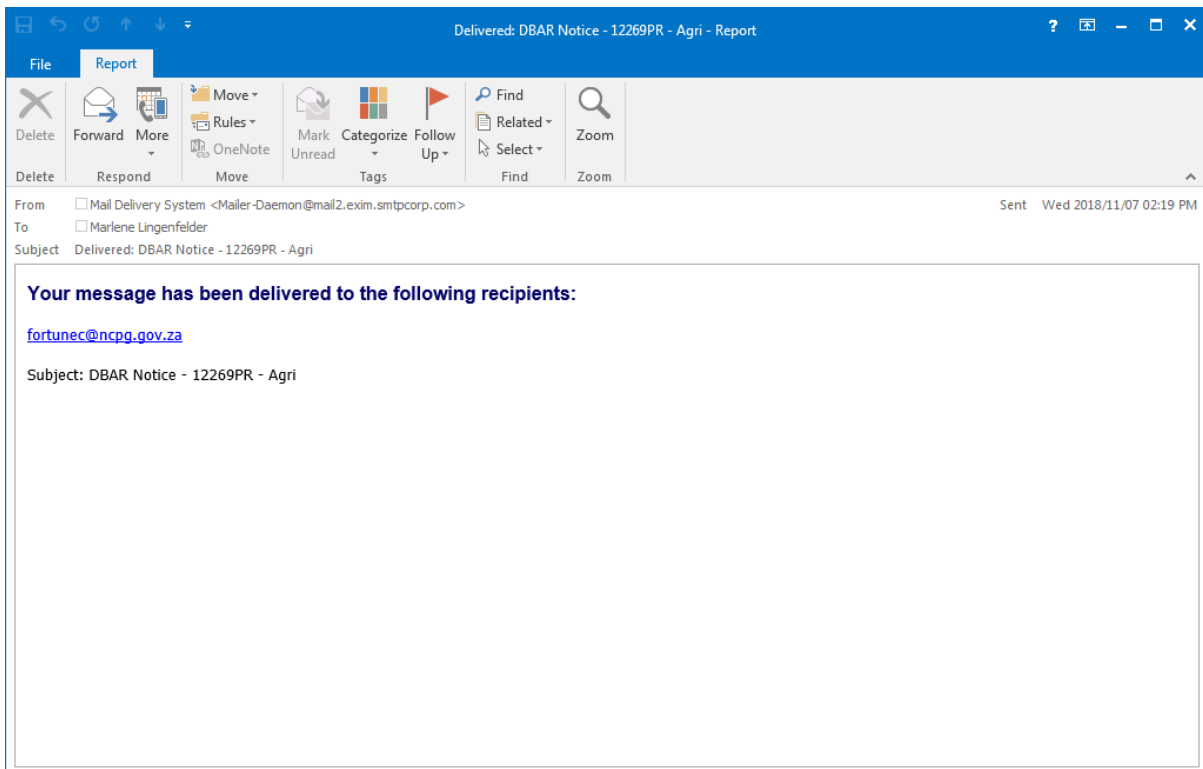 Delivered: DBAR Notice - 12269PR - Agri - Report
?
File Report
Delete
Forward
More
Move
Rules
OneNote
Mark Unread
Categorize
Follow Up
Find
Related
Select
Zoom
Delete Respond Move Tags Find Zoom
From Mail Delivery System <Mailer-Daemon@mail2.exim.smtpcorp.com> Sent Wed 2018/11/07 02:19 PM
To Marlene Lingenfelder
Subject Delivered: DBAR Notice - 12269PR - Agri
Your message has been delivered to the following recipients:
fortunec@ncpg.gov.za
Subject: DBAR Notice - 12269PR - Agri